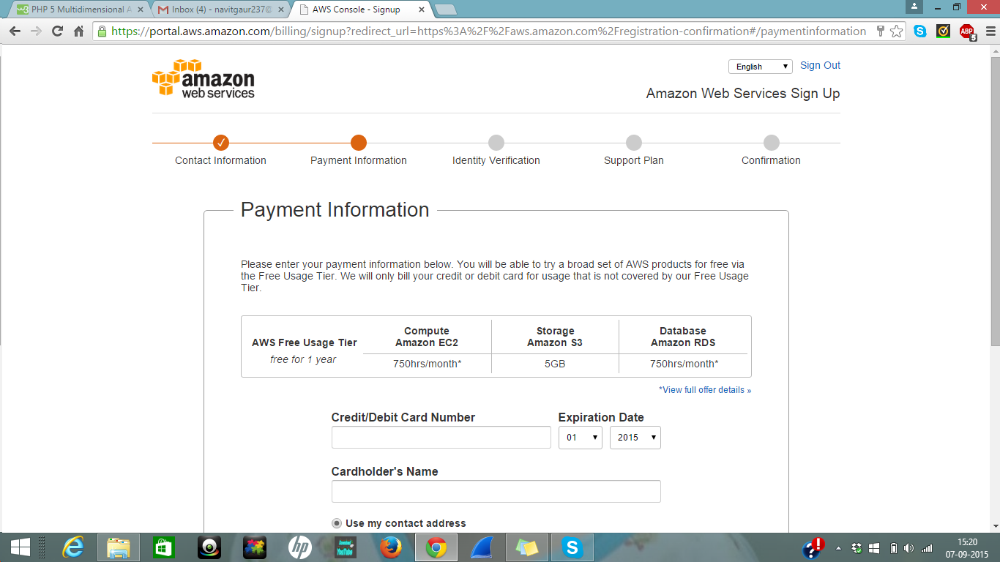 PHP 5 Multidimensional A
Inbox (4) - navitgaur237@
AWS Console - Signup
https://portal.aws.amazon.com/billing/signup?redirect_url=https%3A%2F%2Faws.amazon.com%2Fregistration-confirmation#/paymentinformation
ABP
5
English
Sign Out
amazon
web services
Amazon Web Services Sign Up
Contact Information
Payment Information
Identity Verification
Support Plan
Confirmation
Payment Information
Please enter your payment information below. You will be able to try a broad set of AWS products for free via
the Free Usage Tier. We will only bill your credit or debit card for usage that is not covered by our Free Usage
Tier.
AWS Free Usage Tier
free for 1 year
Compute
Amazon EC2
750hrs/month*
Storage
Amazon S3
5GB
Database
Amazon RDS
750hrs/month*
*View full offer details »
Credit/Debit Card Number
Expiration Date
01
2015
Cardholder's Name
Use my contact address
hp
YouTube
15:20
07-09-2015